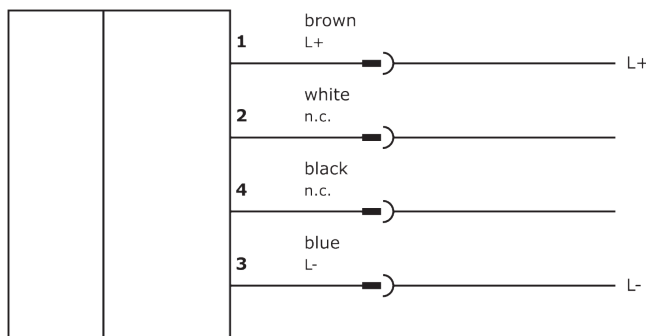 brown
1 L+
L+
white
2 n.c.
black
4 n.c.
blue
3 L-
L-